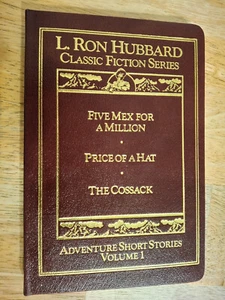 L. RON HUBBARD
CLASSIC FICTION SERIES
FIVE MEX FOR
A MILLION
•
PRICE OF A HAT
•
THE COSSACK
ADVENTURE SHORT STORIES
VOLUME 1